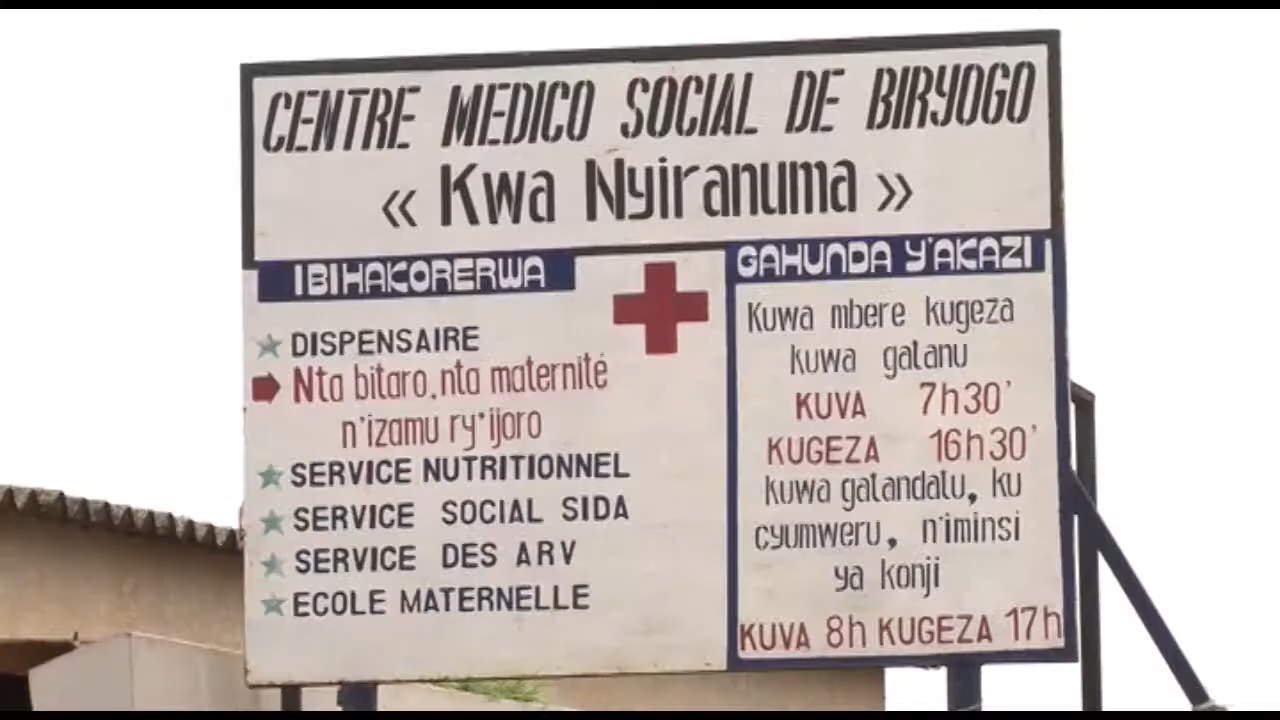 CENTRE MEDICO SOCIAL DE BIRYOGO
« Kwa Nyiranuma »
IBIHAKORERWA
DISPENSAIRE
Nta bitaro, nta maternité
n'izamu ry'ijoro
SERVICE NUTRITIONNEL
SERVICE SOCIAL SIDA
SERVICE DES ARV
ECOLE MATERNELLE
GAHUNDA Y'AKAZI
Kuwa mbere kugeza
kuwa gatanu
KUVA 7h30'
KUGEZA 16h30'
kuwa gatandatu, ku
cyumweru, n'iminsi
ya konji
KUVA 8h KUGEZA 17h